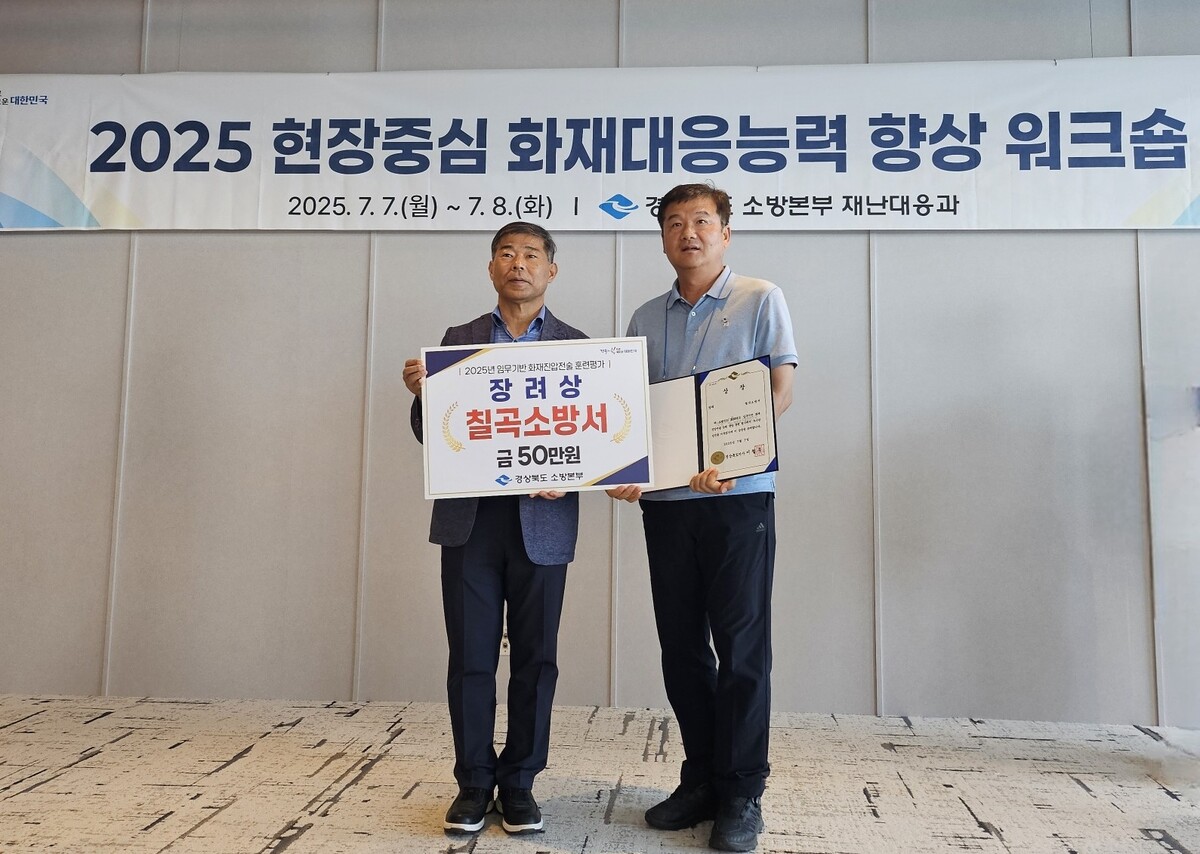 대한민국
2025 현장중심 화재대응능력 향상 워크숍
2025. 7. 7.(월) ~ 7. 8.(화) | 소방본부 재난대응과
| 2025년 임무기반 화재진압전술 훈련평가 |
장려상
칠곡소방서
금 50만원
경상북도 소방본부
상 장